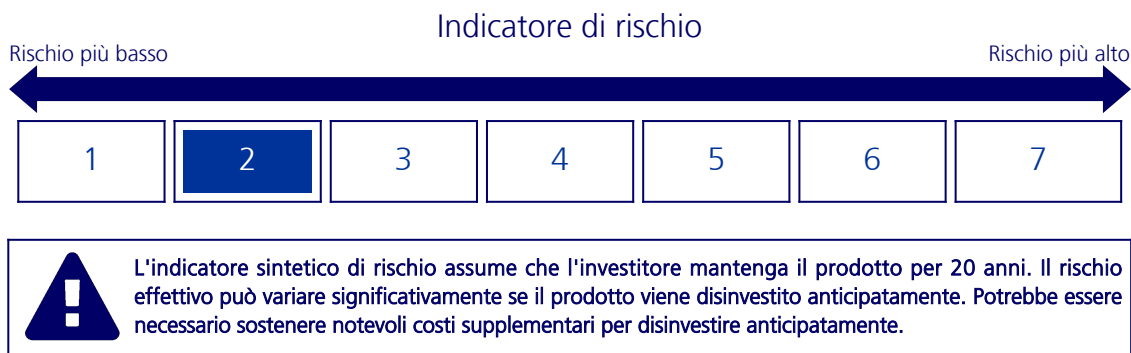 Indicatore di rischio
Rischio più basso
Rischio più alto
1 2 3 4 5 6 7
L'indicatore sintetico di rischio assume che l'investitore mantenga il prodotto per 20 anni. Il rischio
effettivo può variare significativamente se il prodotto viene disinvestito anticipatamente. Potrebbe essere
necessario sostenere notevoli costi supplementari per disinvestire anticipatamente.